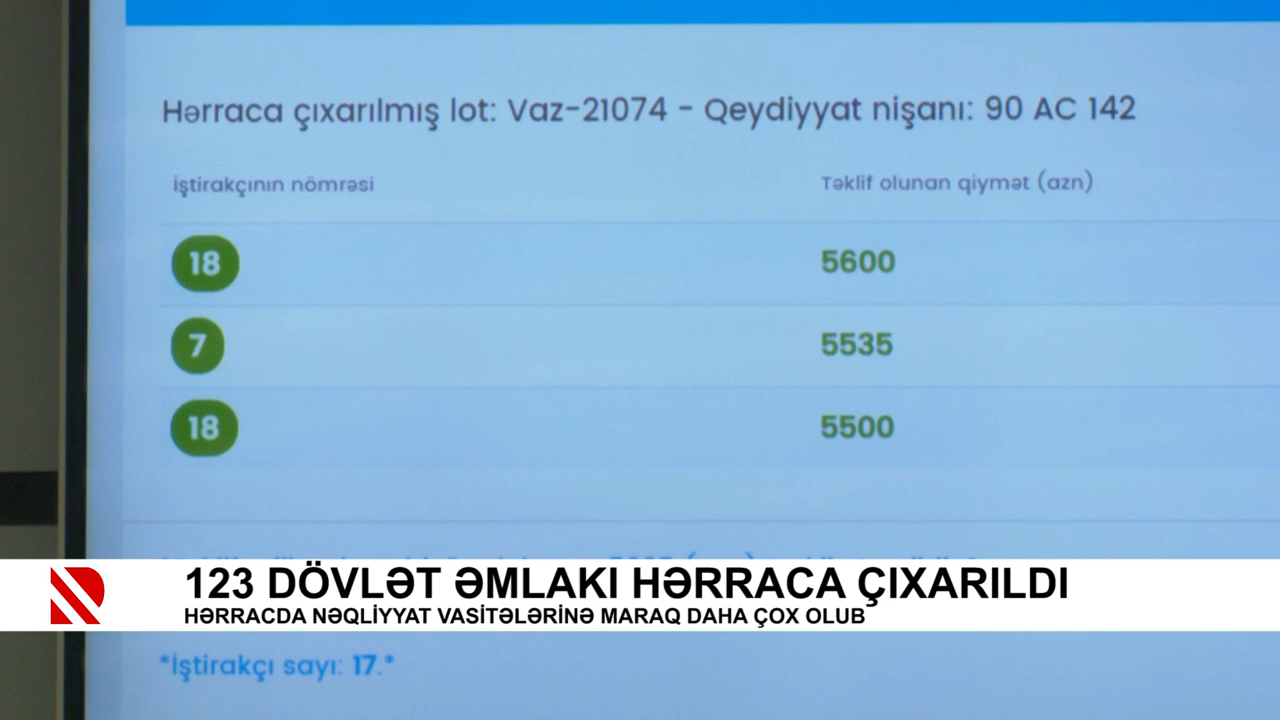 Hərraca çıxarılmış lot: Vaz-21074 - Qeydiyyat nişanı: 90 AC 142
İştirakçının nömrəsi Təklif olunan qiymət (azn)
18 5600
7 5535
18 5500
123 DÖVLƏT ƏMLAKI HƏRRACA ÇIXARILDI
HƏRRACDA NƏQLİYYAT VASİTƏLƏRİNƏ MARAQ DAHA ÇOX OLUB
*İştirakçı sayı: 17.*